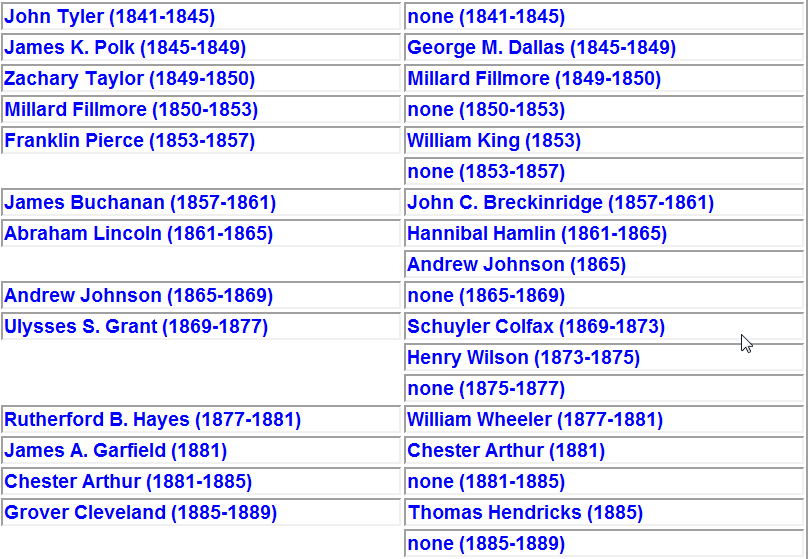 John Tyler (1841-1845) none (1841-1845)
James K. Polk (1845-1849) George M. Dallas (1845-1849)
Zachary Taylor (1849-1850) Millard Fillmore (1849-1850)
Millard Fillmore (1850-1853) none (1850-1853)
Franklin Pierce (1853-1857) William King (1853)
none (1853-1857)
James Buchanan (1857-1861) John C. Breckinridge (1857-1861)
Abraham Lincoln (1861-1865) Hannibal Hamlin (1861-1865)
Andrew Johnson (1865)
Andrew Johnson (1865-1869) none (1865-1869)
Ulysses S. Grant (1869-1877) Schuyler Colfax (1869-1873)
Henry Wilson (1873-1875)
none (1875-1877)
Rutherford B. Hayes (1877-1881) William Wheeler (1877-1881)
James A. Garfield (1881) Chester Arthur (1881)
Chester Arthur (1881-1885) none (1881-1885)
Grover Cleveland (1885-1889) Thomas Hendricks (1885)
none (1885-1889)